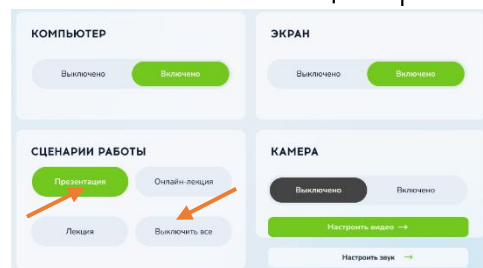 КОМПЬЮТЕР
Выключено Включено
ЭКРАН
Выключено Включено
СЦЕНАРИИ РАБОТЫ
Презентация Онлайн-лекция
Лекция Выключить все
КАМЕРА
Выключено Включено
Настроить видео →
Настроить звук →